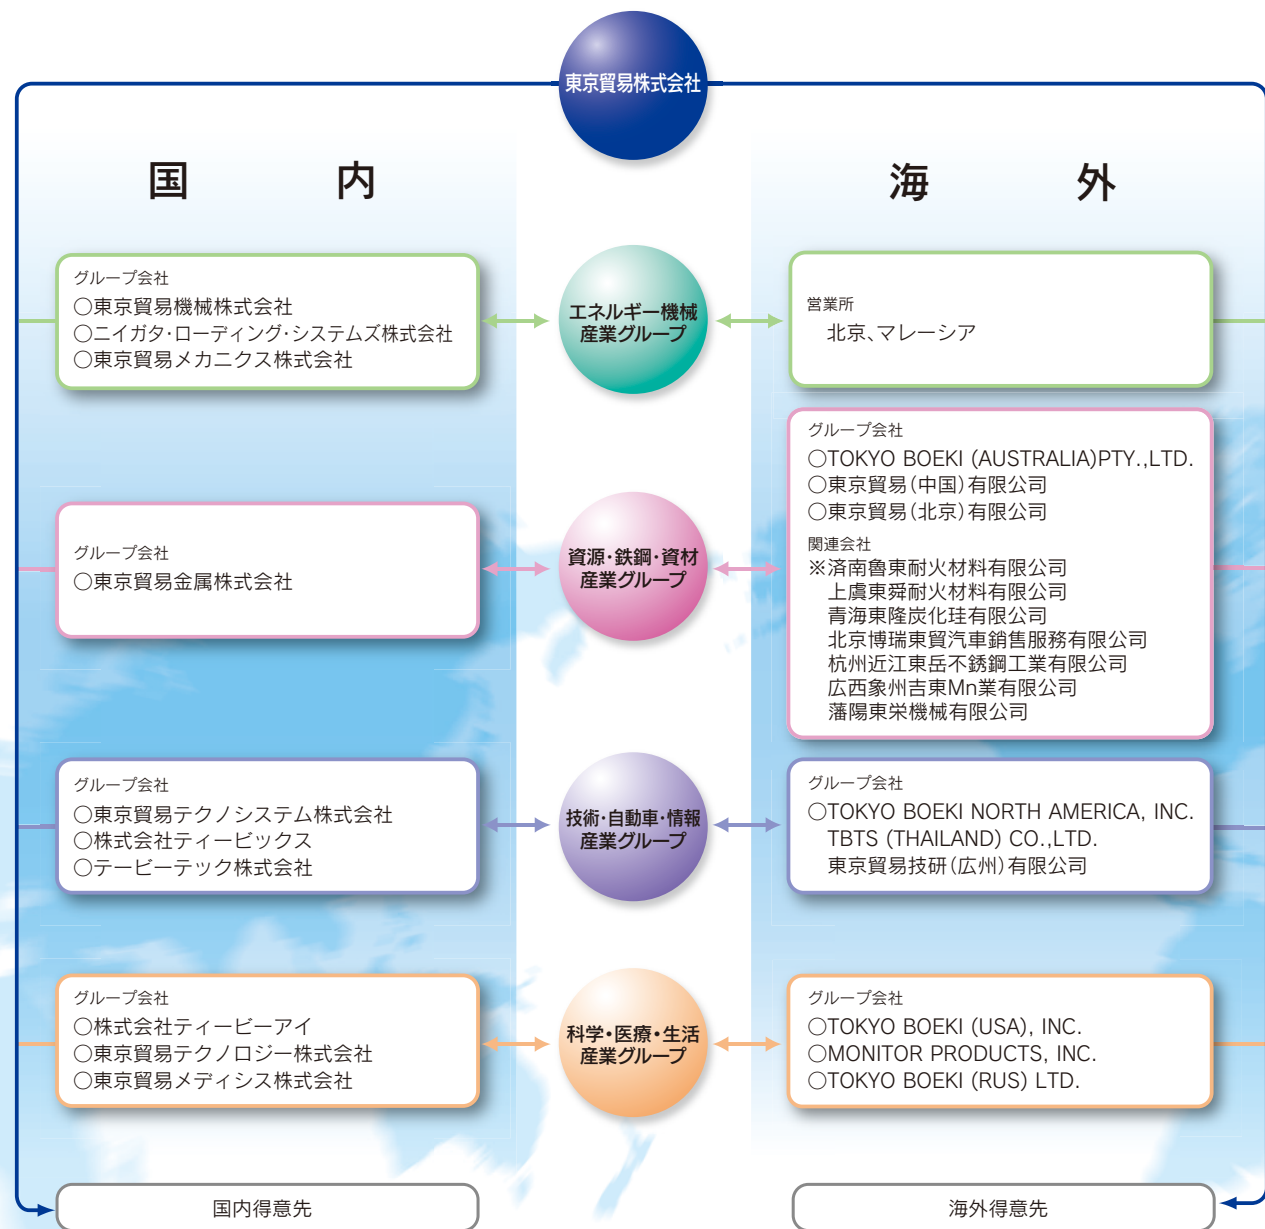 東京貿易株式会社
国内
海外
グループ会社
○東京貿易機械株式会社
○ニイガタ・ローディング・システムズ株式会社
○東京貿易メカニクス株式会社
エネルギー機械
産業グループ
営業所
北京、マレーシア
グループ会社
○東京貿易金属株式会社
資源・鉄鋼・資材
産業グループ
グループ会社
○TOKYO BOEKI (AUSTRALIA)PTY.,LTD.
○東京貿易(中国)有限公司
○東京貿易(北京)有限公司
関連会社
※済南魯東耐火材料有限公司
上虞東舜耐火材料有限公司
青海東隆炭化珪有限公司
北京博瑞東貿汽車銷售服務有限公司
杭州近江東岳不銹鋼工業有限公司
広西象州吉東Mn業有限公司
藩陽東栄機械有限公司
グループ会社
○東京貿易テクノシステム株式会社
○株式会社ティービックス
○テービーテック株式会社
技術・自動車・情報
産業グループ
グループ会社
○TOKYO BOEKI NORTH AMERICA, INC.
TBTS (THAILAND) CO.,LTD.
東京貿易技研(広州)有限公司
グループ会社
○株式会社ティービーアイ
○東京貿易テクノロジー株式会社
○東京貿易メディシス株式会社
科学・医療・生活
産業グループ
グループ会社
○TOKYO BOEKI (USA), INC.
○MONITOR PRODUCTS, INC.
○TOKYO BOEKI (RUS) LTD.
国内得意先
海外得意先